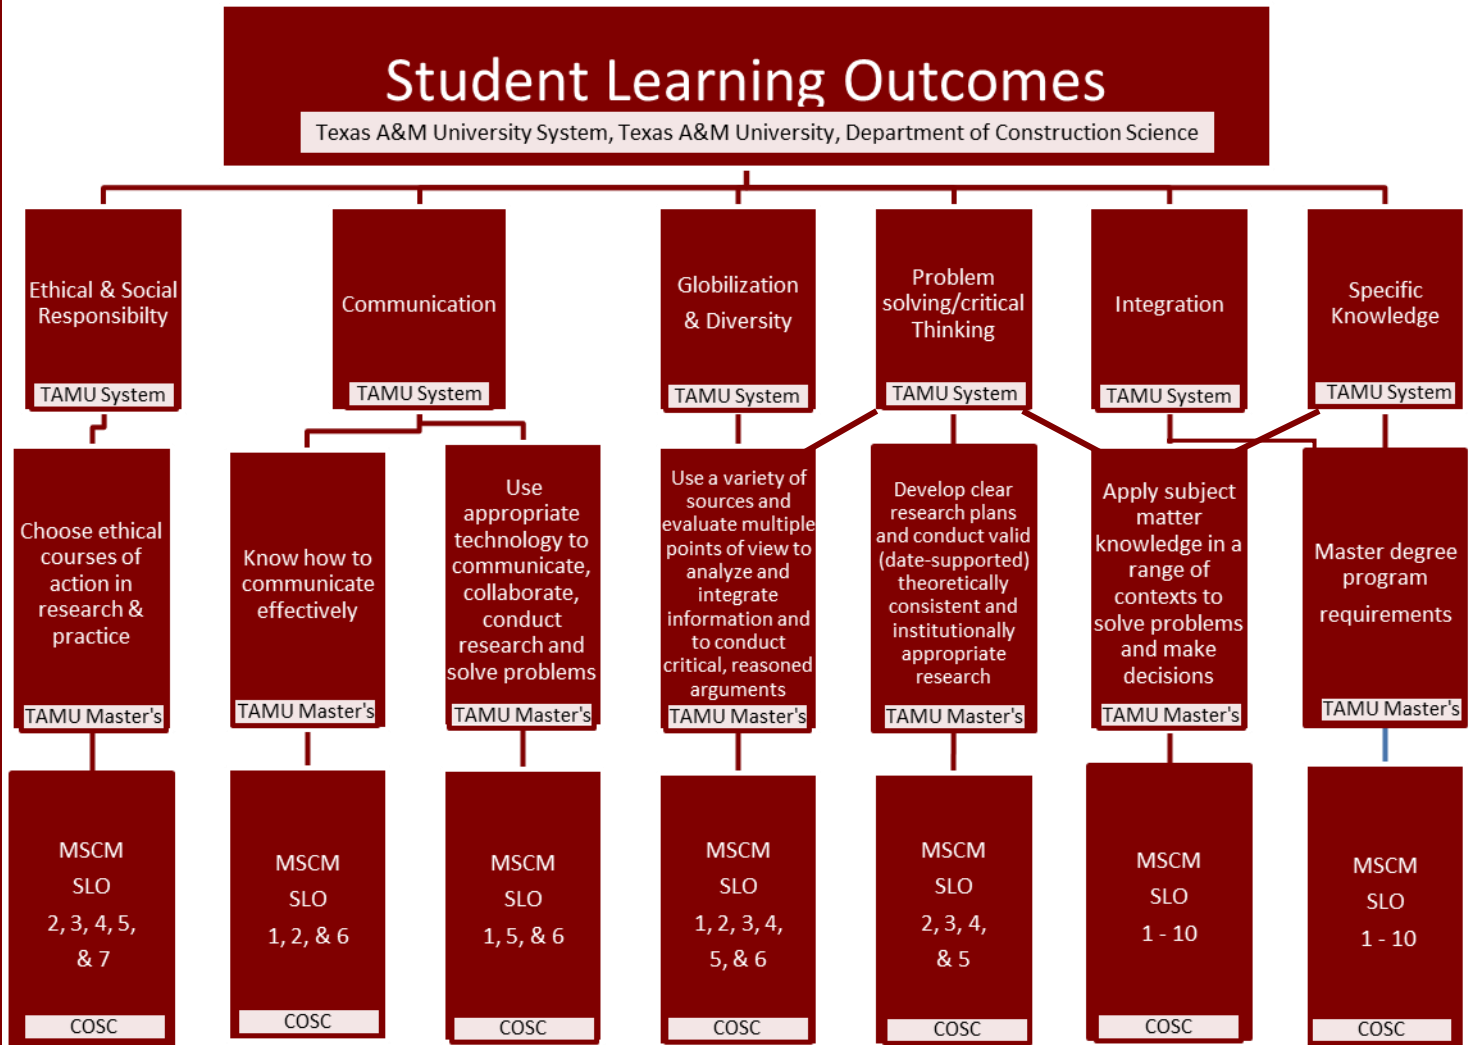 Student Learning Outcomes
Texas A&M University System, Texas A&M University, Department of Construction Science
Ethical & Social
Responsibilty
TAMU System
Communication
TAMU System
Globilization
& Diversity
TAMU System
Problem
solving/critical
Thinking
TAMU System
Integration
TAMU System
Specific
Knowledge
TAMU System
Choose ethical
courses of
action in
research &
practice
TAMU Master's
Know how to
communicate
effectively
TAMU Master's
Use
appropriate
technology to
communicate,
collaborate,
conduct
research and
solve problems
TAMU Master's
Use a variety of
sources and
evaluate multiple
points of view to
analyze and
integrate
information and
to conduct
critical, reasoned
arguments
TAMU Master's
Develop clear
research plans
and conduct valid
(date-supported)
theoretically
consistent and
institutionally
appropriate
research
TAMU Master's
Apply subject
matter
knowledge in a
range of
contexts to
solve problems
and make
decisions
TAMU Master's
Master degree
program
requirements
TAMU Master's
MSCM
SLO
2, 3, 4, 5,
& 7
COSC
MSCM
SLO
1, 2, & 6
COSC
MSCM
SLO
1, 5, & 6
COSC
MSCM
SLO
1, 2, 3, 4,
5, & 6
COSC
MSCM
SLO
2, 3, 4,
& 5
COSC
MSCM
SLO
1 - 10
COSC
MSCM
SLO
1 - 10
COSC